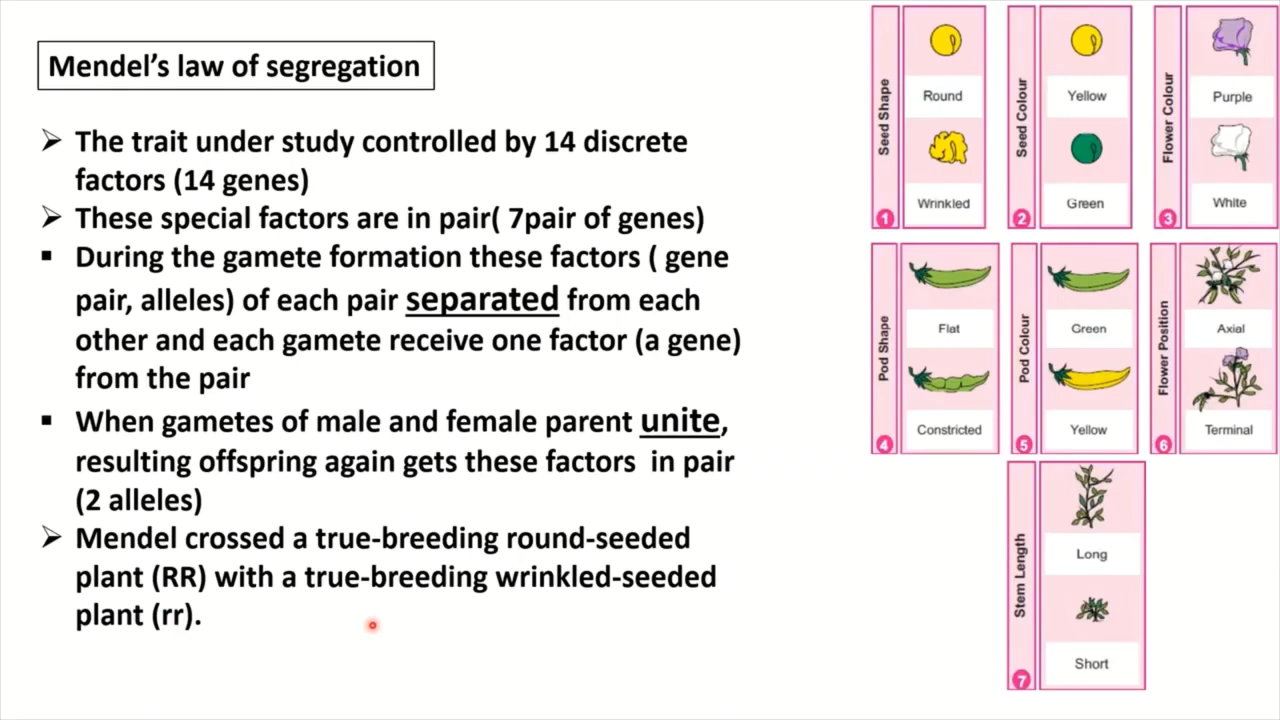 Mendel's law of segregation
➢ The trait under study controlled by 14 discrete
factors (14 genes)
➢ These special factors are in pair( 7pair of genes)
▪ During the gamete formation these factors ( gene
pair, alleles) of each pair separated from each
other and each gamete receive one factor (a gene)
from the pair
▪ When gametes of male and female parent unite,
resulting offspring again gets these factors in pair
(2 alleles)
➢ Mendel crossed a true-breeding round-seeded
plant (RR) with a true-breeding wrinkled-seeded
plant (rr).
Seed Shape
Round
Wrinkled
1
Seed Colour
Yellow
Green
2
Flower Colour
Purple
White
3
Pod Shape
Flat
Constricted
4
Pod Colour
Green
Yellow
5
Flower Position
Axial
Terminal
6
Stem Length
Long
Short
7